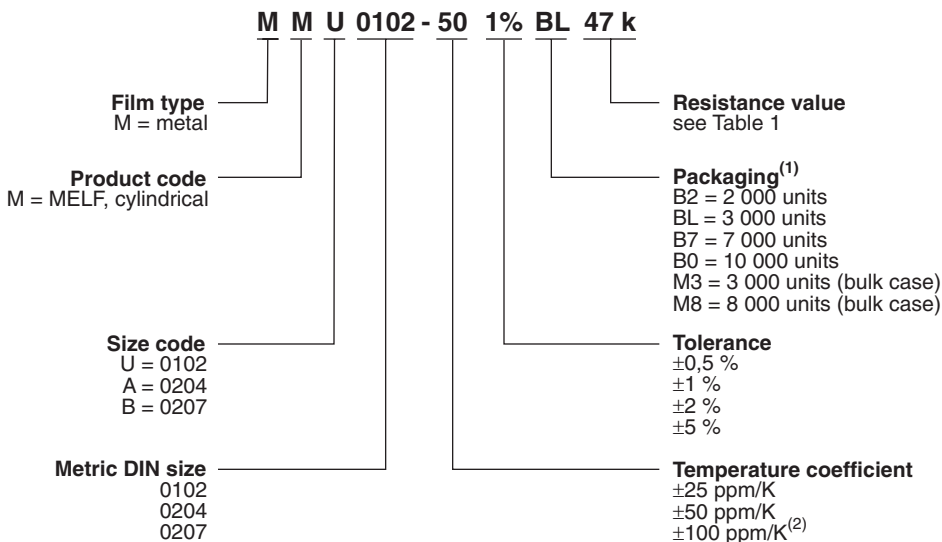 M M U 0102 - 50 1% BL 47 k
Film type
M = metal
Product code
M = MELF, cylindrical
Size code
U = 0102
A = 0204
B = 0207
Metric DIN size
0102
0204
0207
Resistance value
see Table 1
Packaging(1)
B2 = 2 000 units
BL = 3 000 units
B7 = 7 000 units
B0 = 10 000 units
M3 = 3 000 units (bulk case)
M8 = 8 000 units (bulk case)
Tolerance
±0,5 %
±1 %
±2 %
±5 %
Temperature coefficient
±25 ppm/K
±50 ppm/K
±100 ppm/K(2)